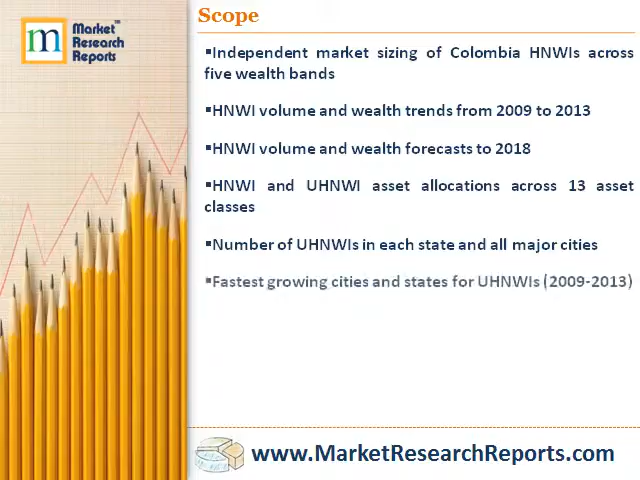 m
Market™
Research
Reports
Scope
▪Independent market sizing of Colombia HNWIs across
five wealth bands
▪HNWI volume and wealth trends from 2009 to 2013
▪HNWI volume and wealth forecasts to 2018
▪HNWI and UHNWI asset allocations across 13 asset
classes
▪Number of UHNWIs in each state and all major cities
▪Fastest growing cities and states for UHNWIs (2009-2013)
www.MarketResearchReports.com